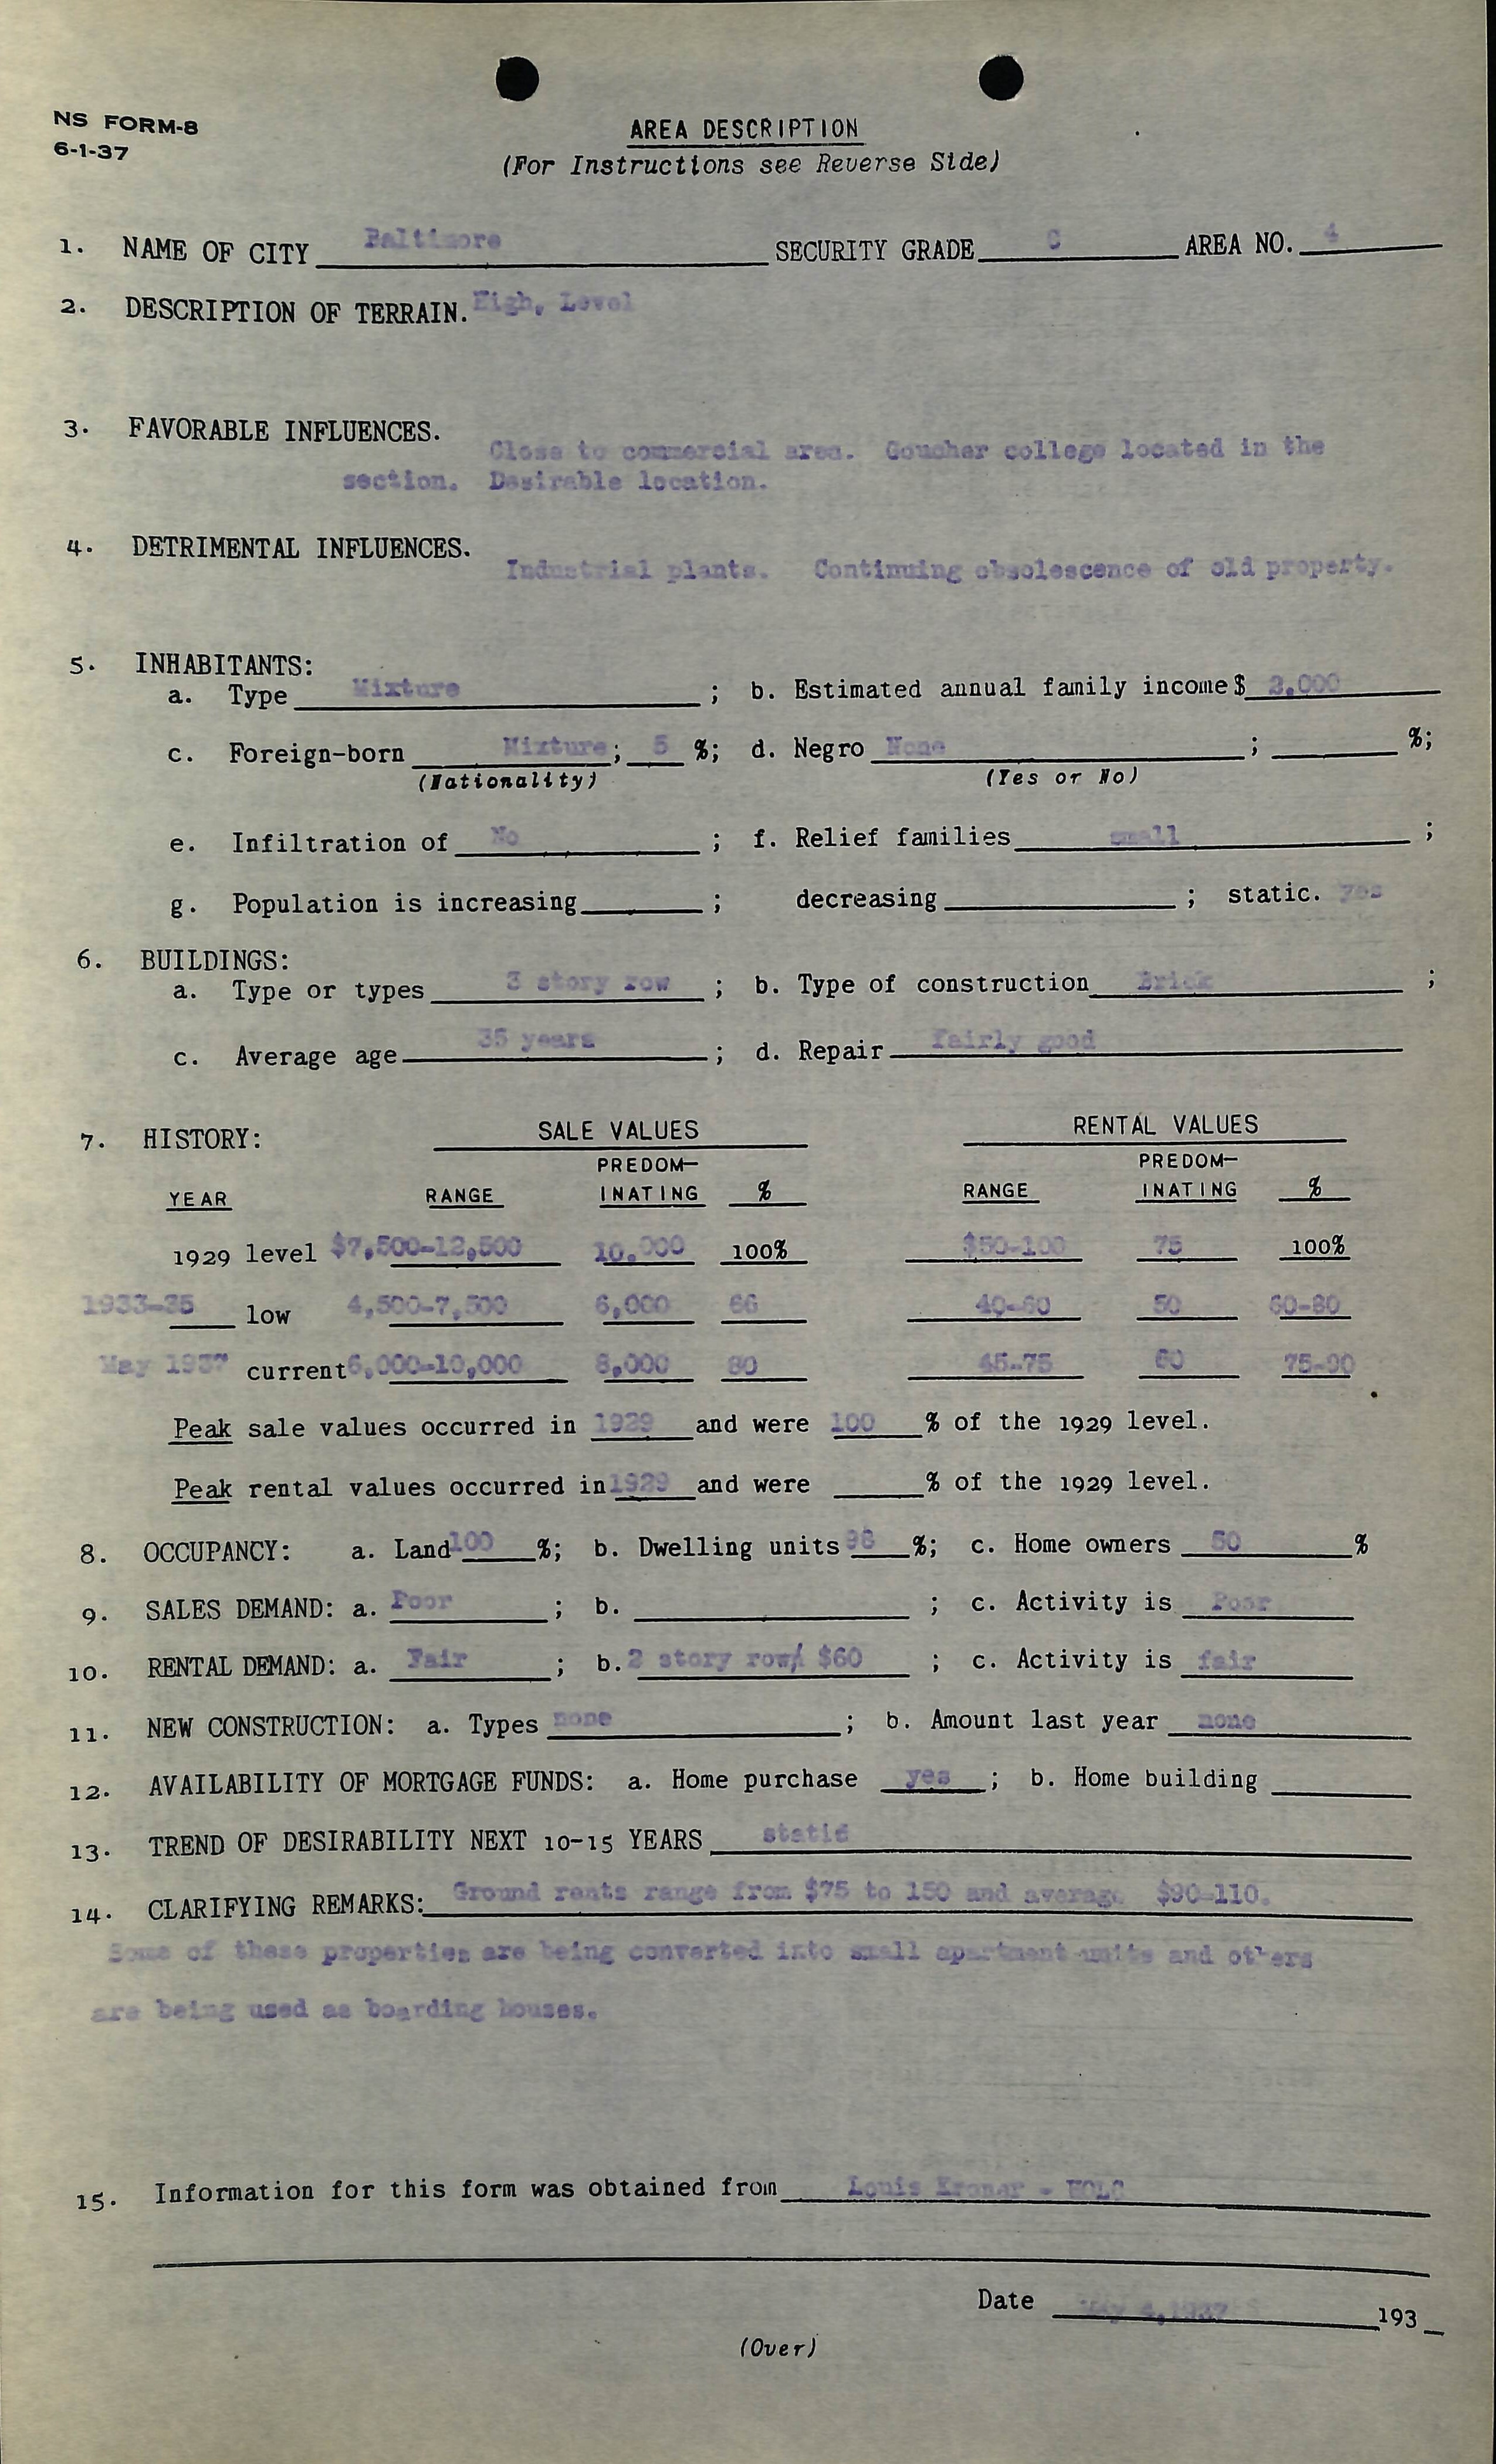 NS FORM-8
6-1-37
AREA DESCRIPTION
(For Instructions see Reverse Side)
1. NAME OF CITY Baltimore SECURITY GRADE C AREA NO. 4
2. DESCRIPTION OF TERRAIN. High, Level
3. FAVORABLE INFLUENCES.
Close to commercial area. Goucher college located in the
section. Desirable location.
4. DETRIMENTAL INFLUENCES.
Industrial plants. Continuing obsolescence of old property.
5. INHABITANTS:
a. Type Mixture ; b. Estimated annual family income $ 2,000
c. Foreign-born Mixture; 5 %; d. Negro None ; %;
(Nationality) (Yes or No)
e. Infiltration of No ; f. Relief families small ;
g. Population is increasing ; decreasing ; static. yes
6. BUILDINGS:
a. Type or types 3 story row ; b. Type of construction Brick ;
c. Average age 35 years ; d. Repair fairly good
7. HISTORY: SALE VALUES RENTAL VALUES
PREDOM- PREDOM-
YEAR RANGE INATING % RANGE INATING %
1929 level $7,500-12,500 10,000 100% $50-100 75 100%
1933-35 low 4,500-7,500 6,000 66 40-60 50 60-80
May 1937 current 6,000-10,000 8,000 80 45-75 60 75-90
Peak sale values occurred in 1929 and were 100 % of the 1929 level.
Peak rental values occurred in 1929 and were % of the 1929 level.
8. OCCUPANCY: a. Land 100 %; b. Dwelling units 98 %; c. Home owners 50 %
9. SALES DEMAND: a. Poor ; b. ; c. Activity is Poor
10. RENTAL DEMAND: a. Fair ; b. 2 story row $60 ; c. Activity is fair
11. NEW CONSTRUCTION: a. Types none ; b. Amount last year none
12. AVAILABILITY OF MORTGAGE FUNDS: a. Home purchase yes ; b. Home building
13. TREND OF DESIRABILITY NEXT 10-15 YEARS static
14. CLARIFYING REMARKS: Ground rents range from $75 to 150 and average $90-110.
Some of these properties are being converted into small apartment units and others
are being used as boarding houses.
15. Information for this form was obtained from Louis Kroner - HOLC
Date May 4, 1937 193_
(Over)